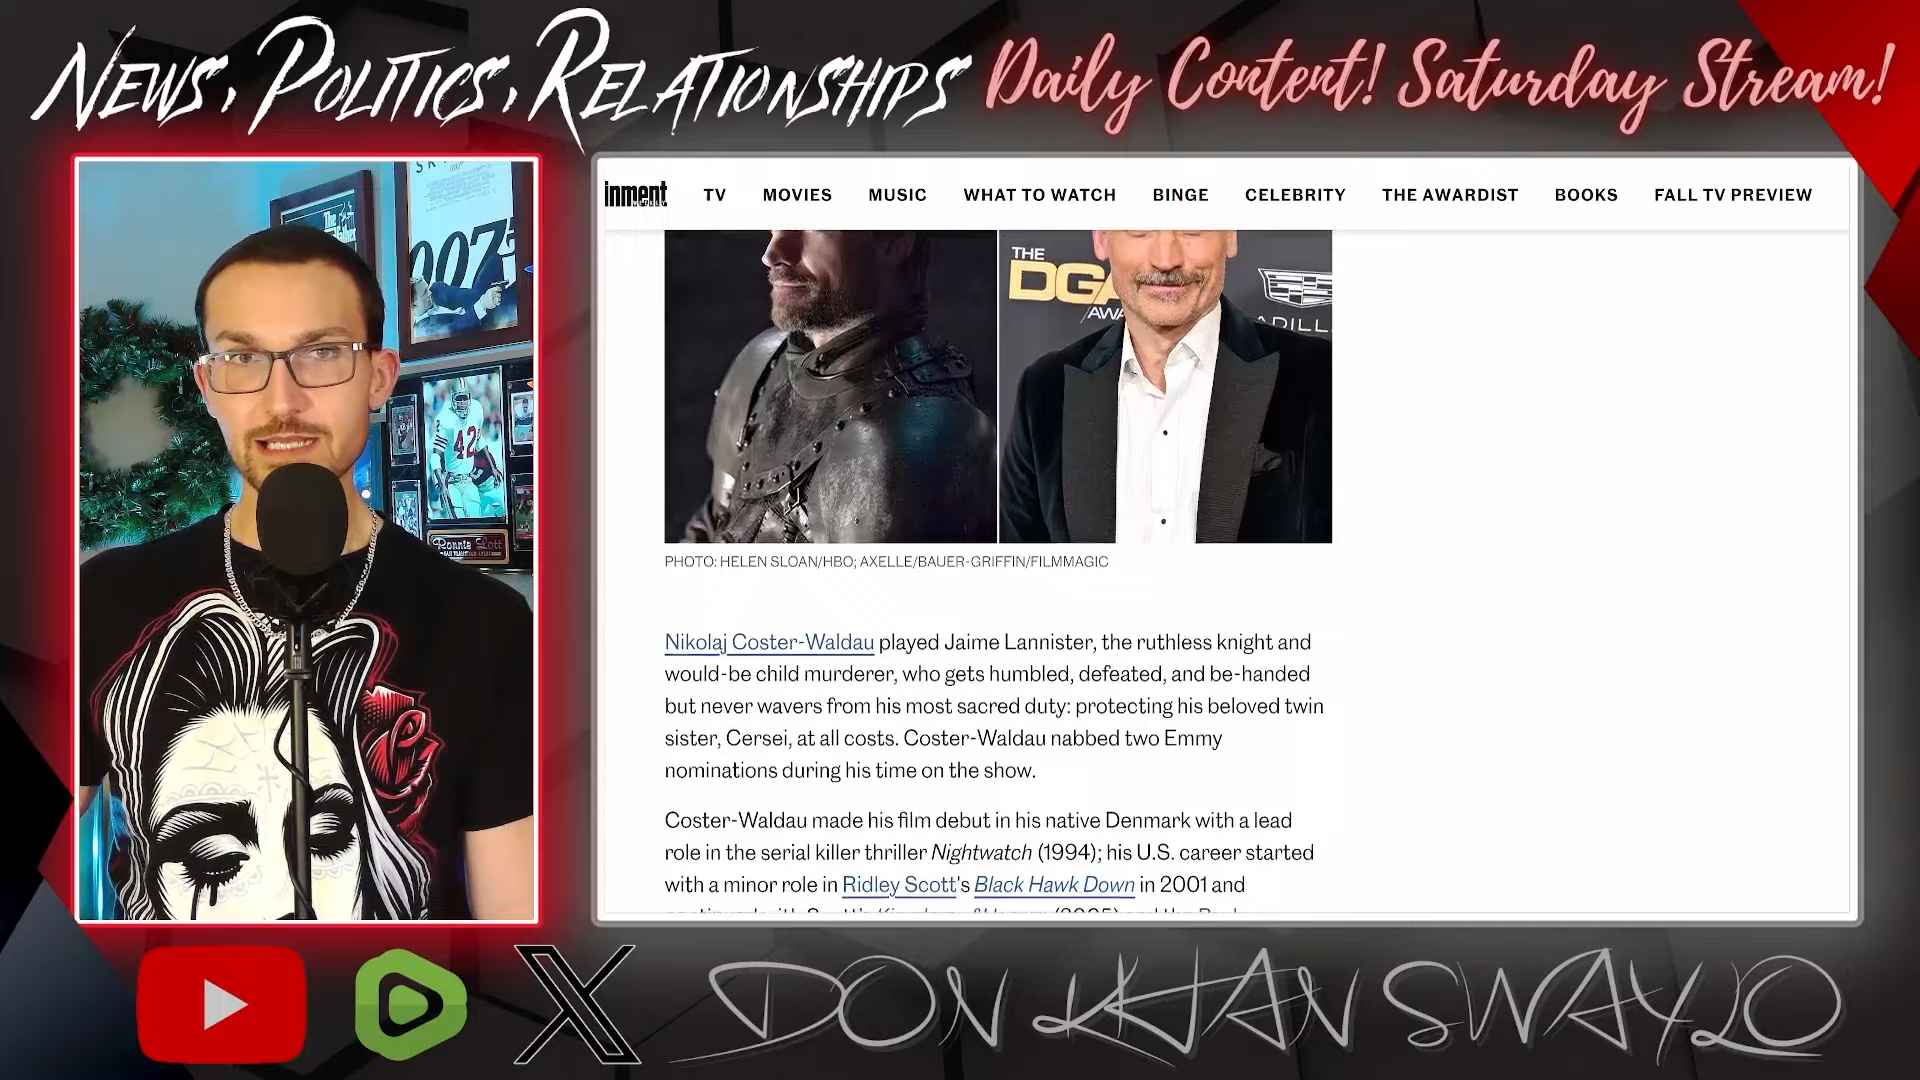 News, Politics, Relationships
Daily Content! Saturday Stream!
The
007
42
Ronnie Lott
inment
TV MOVIES MUSIC WHAT TO WATCH BINGE CELEBRITY THE AWARDIST BOOKS FALL TV PREVIEW
THE
DGA
AWA
ADILL
PHOTO: HELEN SLOAN/HBO; AXELLE/BAUER-GRIFFIN/FILMMAGIC
Nikolaj Coster-Waldau played Jaime Lannister, the ruthless knight and
would-be child murderer, who gets humbled, defeated, and be-handed
but never wavers from his most sacred duty: protecting his beloved twin
sister, Cersei, at all costs. Coster-Waldau nabbed two Emmy
nominations during his time on the show.
Coster-Waldau made his film debut in his native Denmark with a lead
role in the serial killer thriller Nightwatch (1994); his U.S. career started
with a minor role in Ridley Scott's Black Hawk Down in 2001 and
DON KHAN SWAYLO